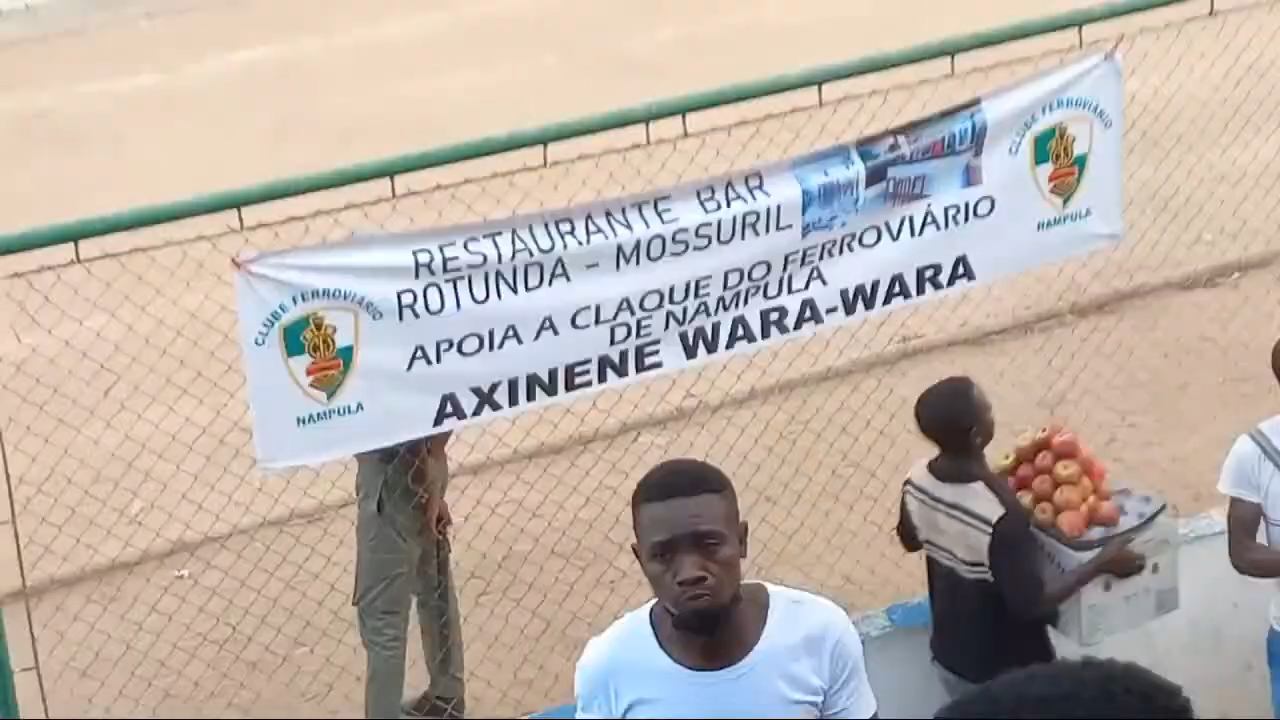 RESTAURANTE BAR
ROTUNDA - MOSSURIL
APOIA A CLAQUE DO FERROVIÁRIO
DE NAMPULA
AXINENE WARA-WARA
CLUBE FERROVIÁRIO
NAMPULA
CLUBE FERROVIÁRIO
NAMPULA